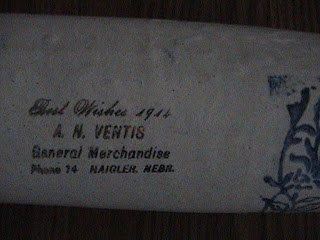 Best Wishes 1914
A. N. VENTIS
General Merchandise
Phone 14 HAIGLER, NEBR.